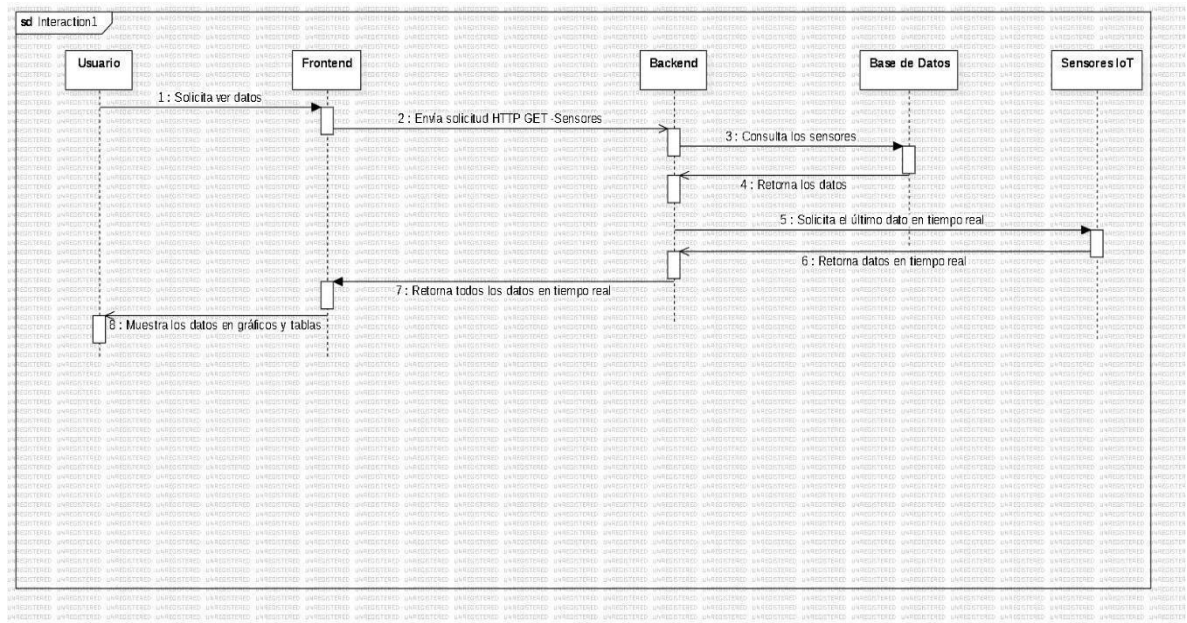 sd Interaction1
Usuario
Frontend
Backend
Base de Datos
Sensores IoT
1 : Solicita ver datos
2 : Envía solicitud HTTP GET -Sensores
3 : Consulta los sensores
4 : Retorna los datos
5 : Solicita el último dato en tiempo real
6 : Retorna datos en tiempo real
7 : Retorna todos los datos en tiempo real
8 : Muestra los datos en gráficos y tablas
UNREGISTERED